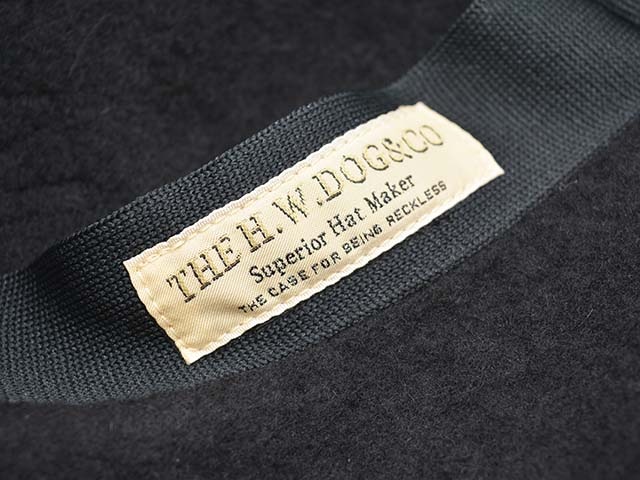 THE H.W.DOG&CO
Superior Hat Maker
THE CASE FOR BEING RECKLESS